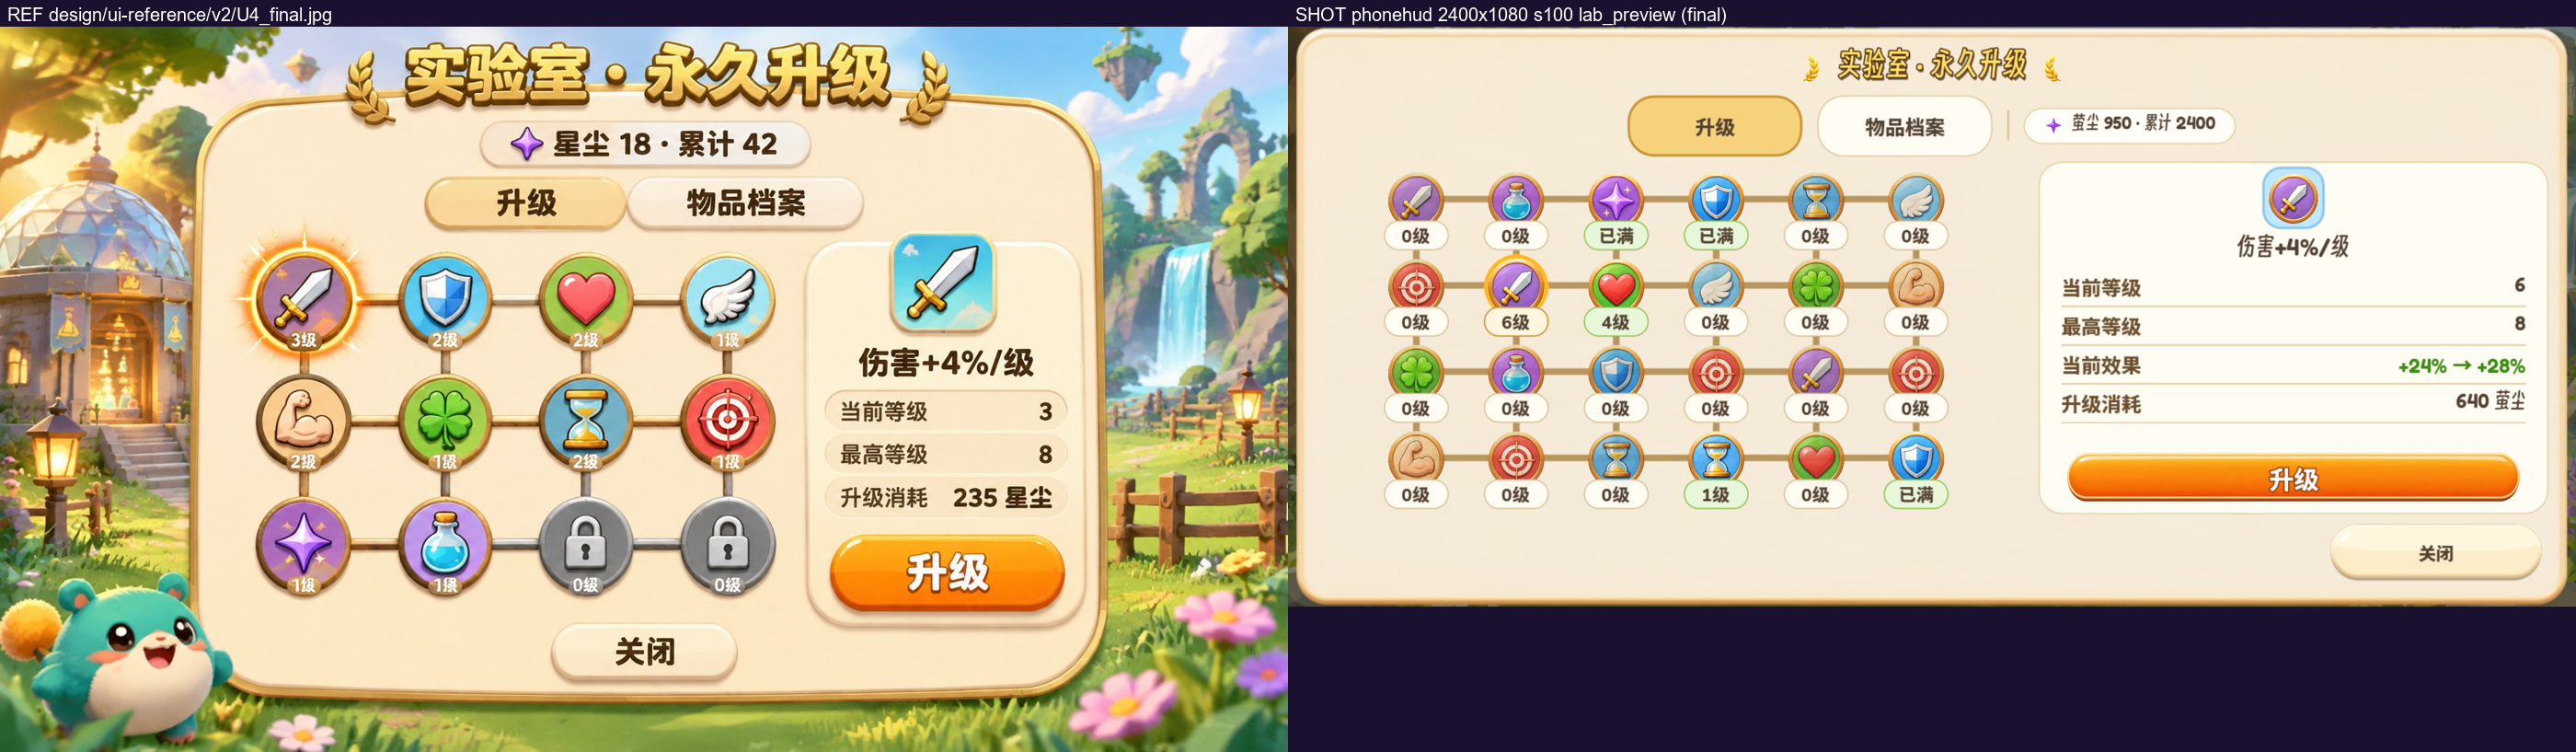 REF design/ui-reference/v2/U4_final.jpg
实验室·永久升级
星尘 18 · 累计 42
升级
物品档案
3级
2级
2级
1级
2级
1级
2级
1级
1级
1级
0级
0级
伤害+4%/级
当前等级 3
最高等级 8
升级消耗 235 星尘
升级
关闭
SHOT phonehud 2400x1080 s100 lab_preview (final)
实验室·永久升级
升级
物品档案
萤尘 950 · 累计 2400
0级
0级
已满
已满
0级
0级
0级
6级
4级
0级
0级
0级
0级
0级
0级
0级
0级
0级
0级
0级
0级
1级
0级
已满
伤害+4%/级
当前等级 6
最高等级 8
当前效果 +24% → +28%
升级消耗 640 萤尘
升级
关闭